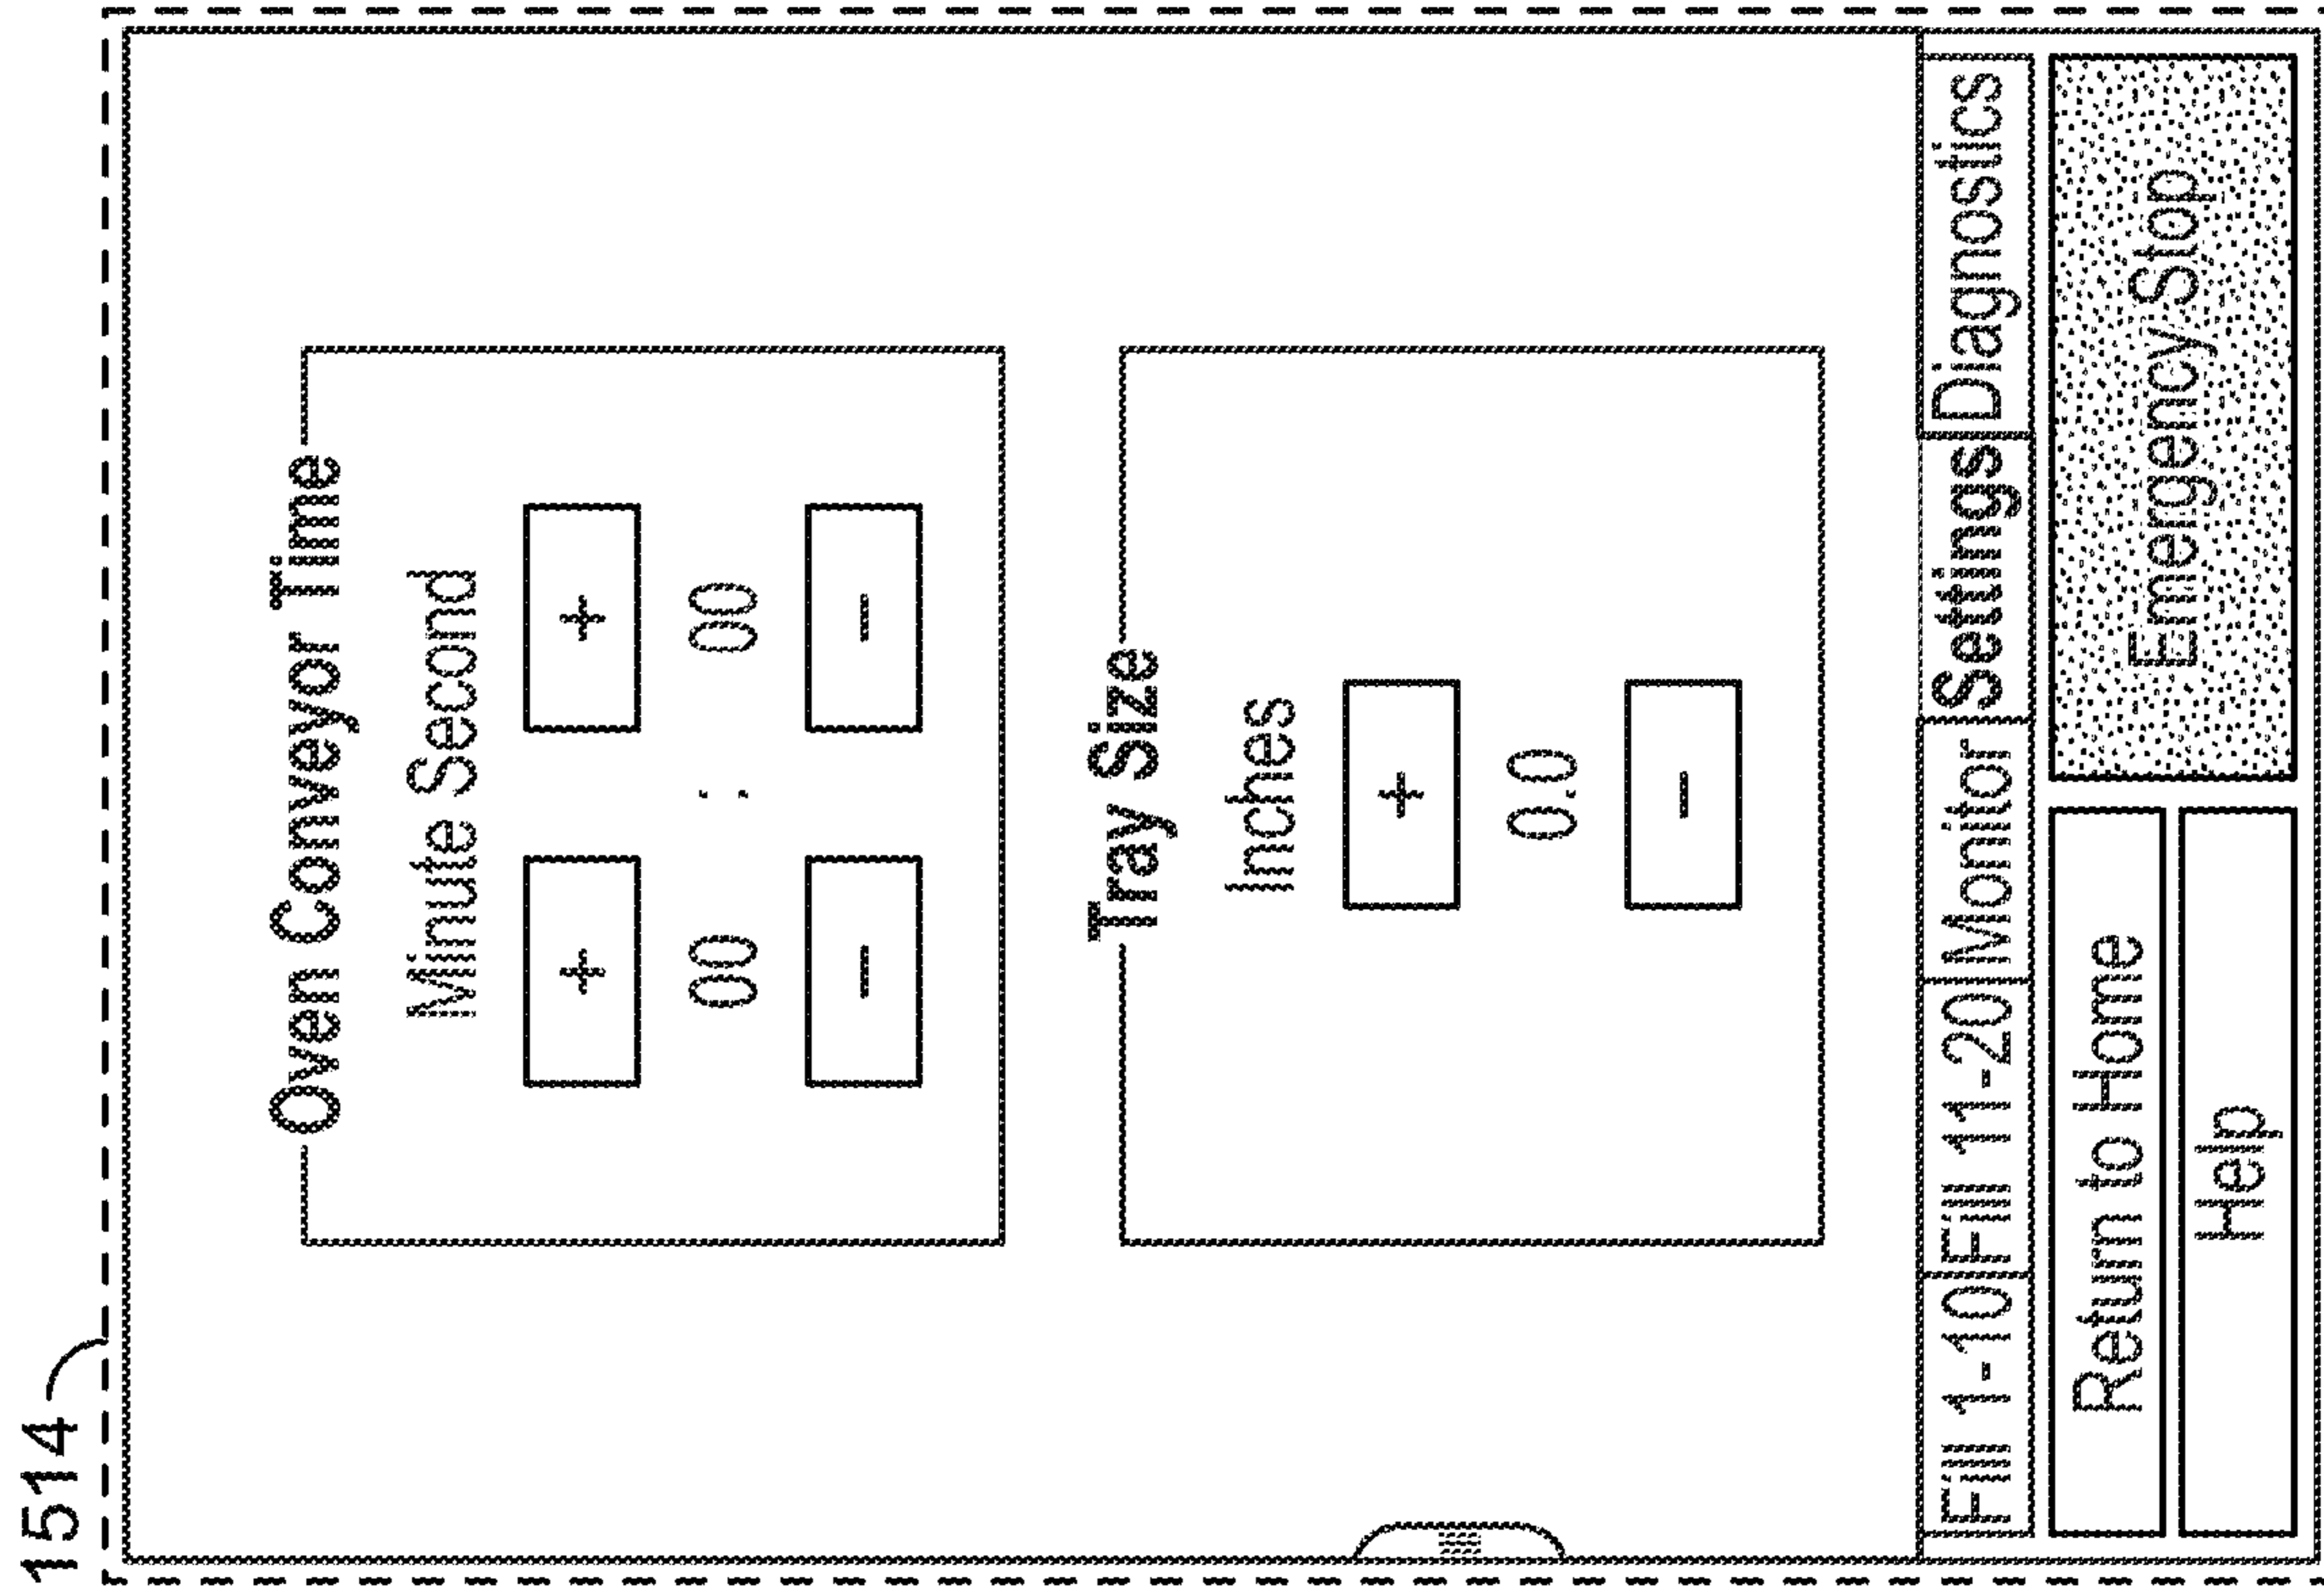 1514
Oven Conveyor Time
Minute Second
+ +
00 : 00
- -
Tray Size
Inches
+
0.0
-
Fill 1-10 Fill 11-20 Monitor Settings Diagnostics
Return to Home
Emergency Stop
Help